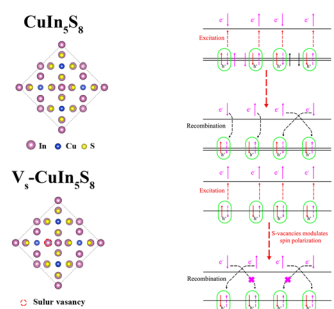 CuIn5S8
In Cu S
Vs-CuIn5S8
Sulur vasancy
e- e- e- e-
Excitation
e- e- e- e-
Recombination
e- e- e- e-
Excitation
S-vacancies modulates
spin polarization
e- e- e- e-
Recombination